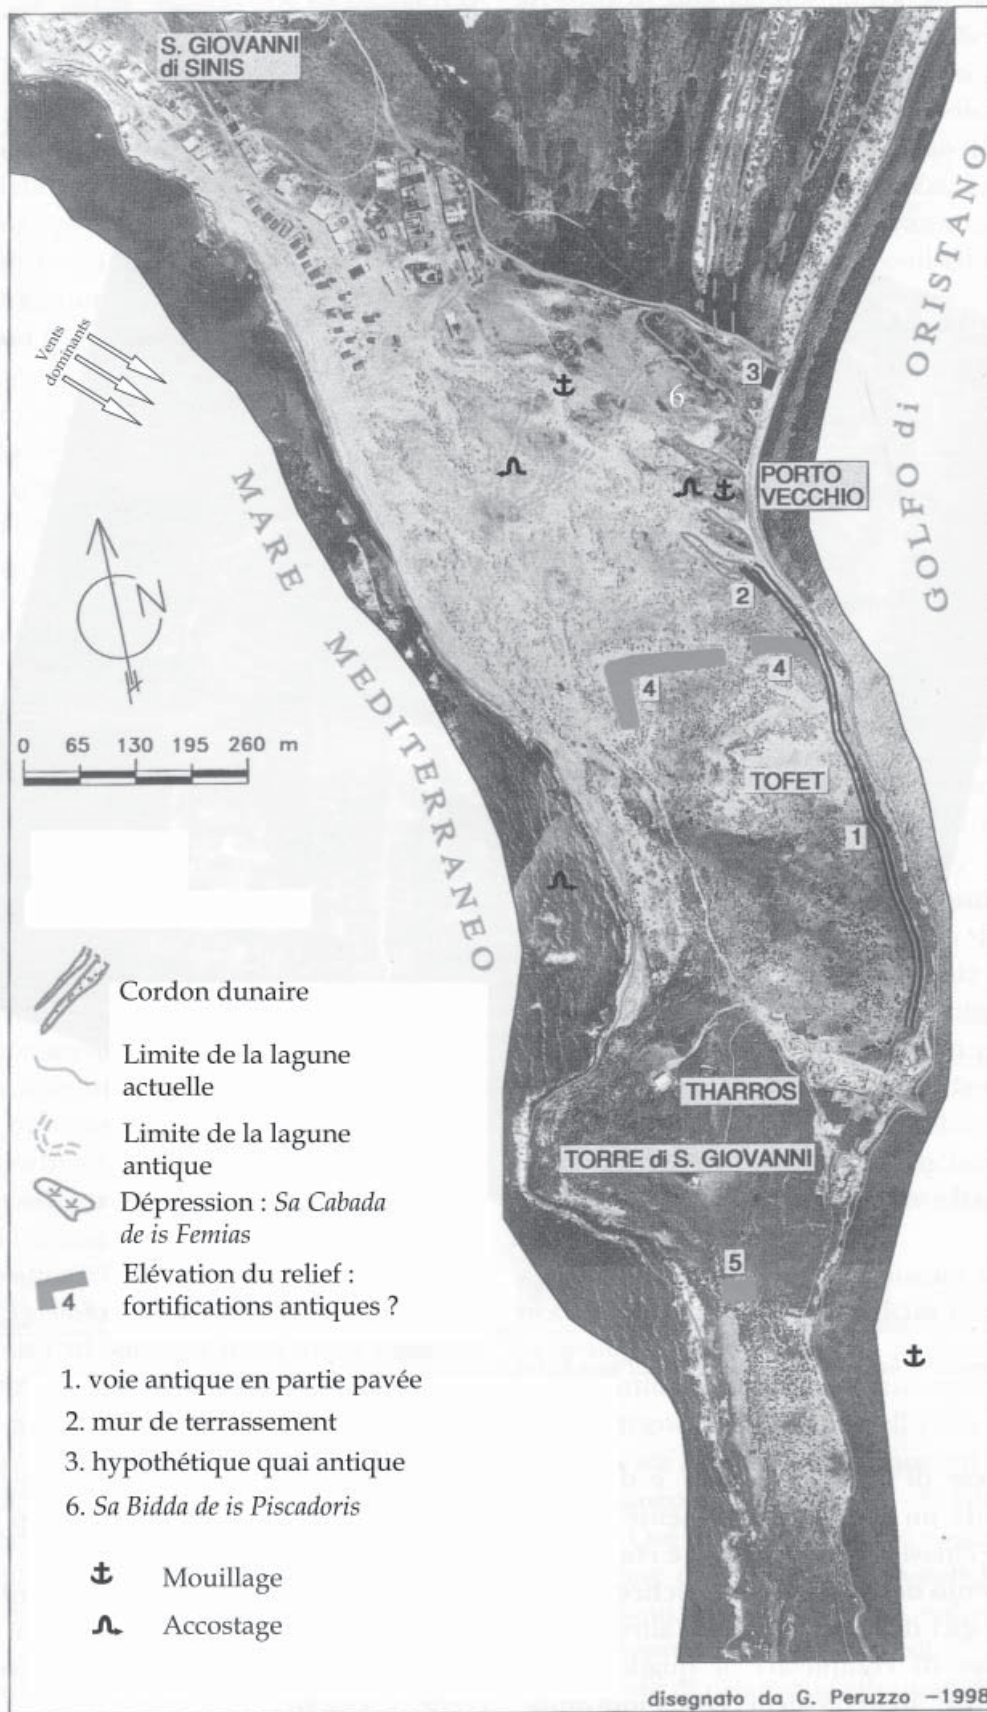 S. GIOVANNI
di SINIS
GOLFO di ORISTANO
Vents
dominants
3
6
PORTO
VECCHIO
MARE MEDITERRANEO
N
2
4
4
0 65 130 195 260 m
TOFET
1
Cordon dunaire
Limite de la lagune
actuelle
THARROS
Limite de la lagune
antique
TORRE di S. GIOVANNI
Dépression : Sa Cabada
de is Femias
5
Elévation du relief :
fortifications antiques ?
4
1. voie antique en partie pavée
2. mur de terrassement
3. hypothétique quai antique
6. Sa Bidda de is Piscadoris
Mouillage
Accostage
disegnato da G. Peruzzo -1998